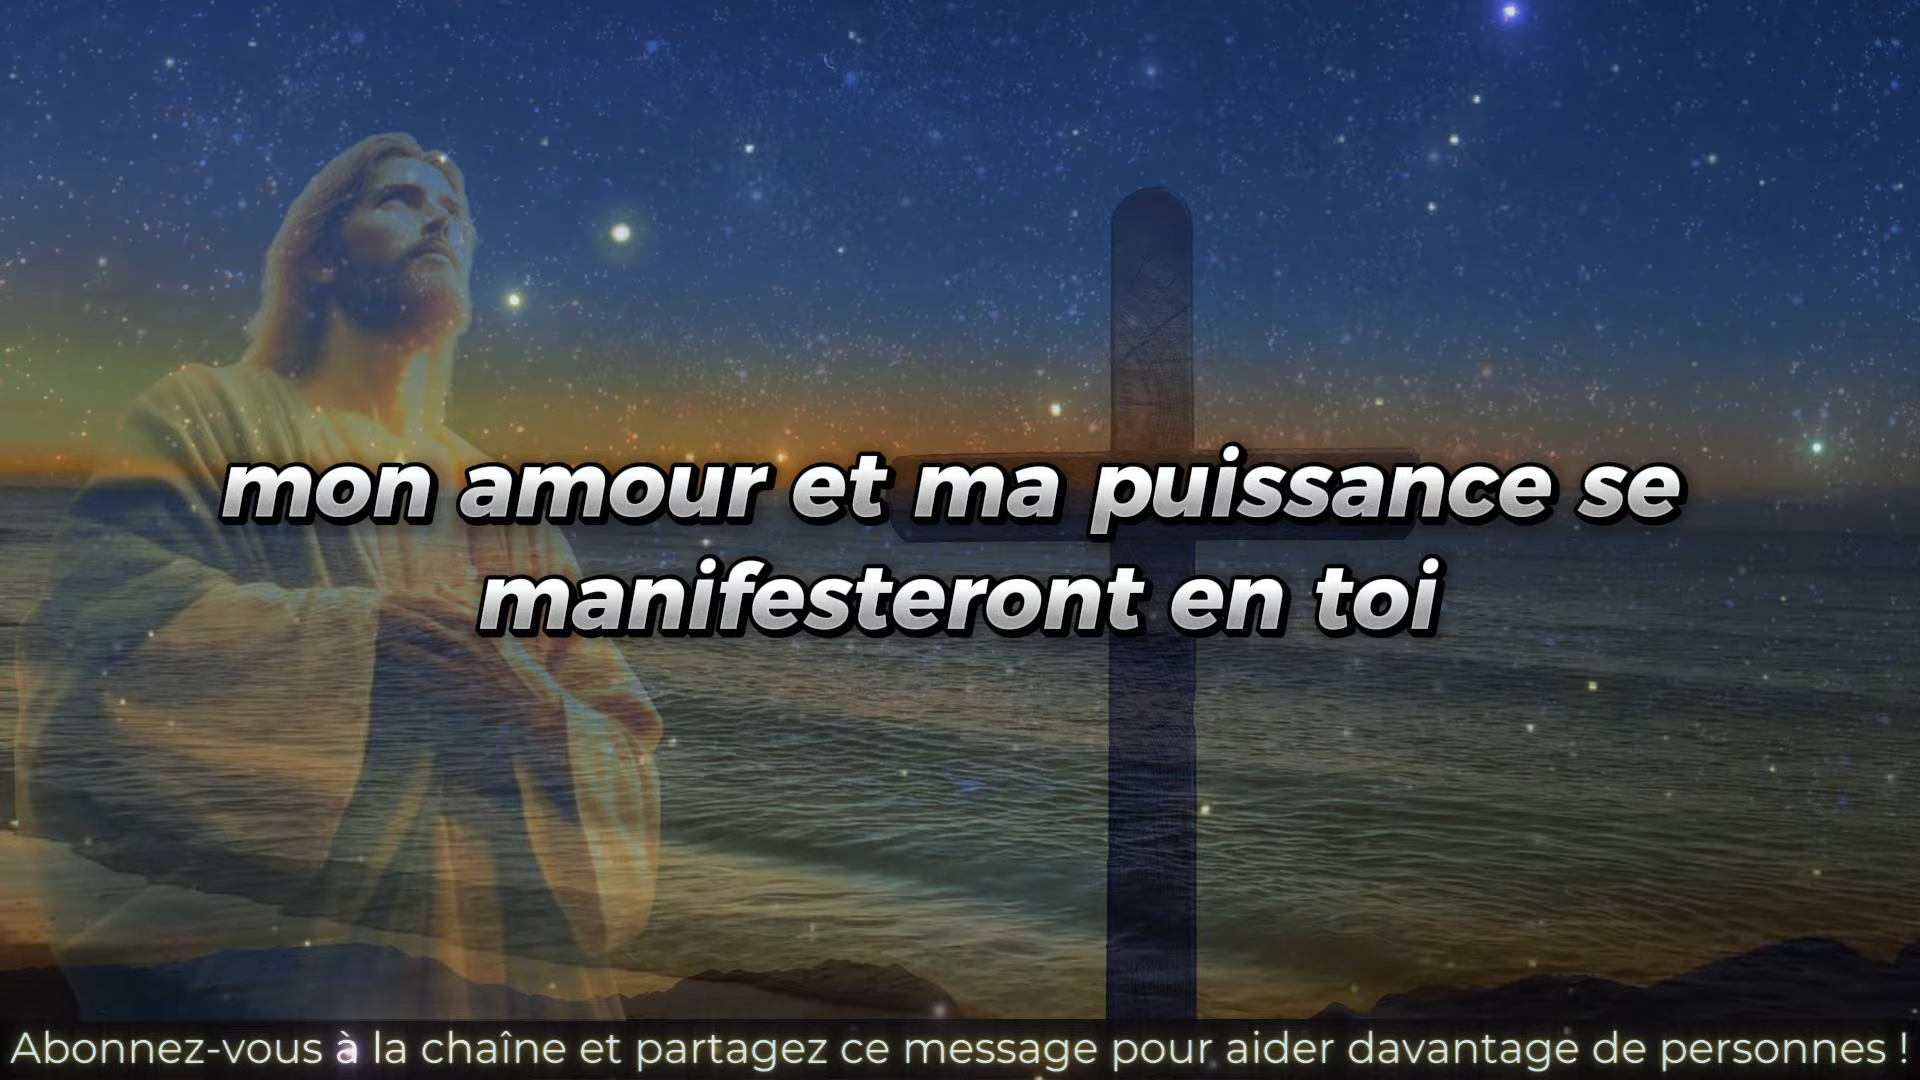 mon amour et ma puissance se
manifesteront en toi
Abonnez-vous à la chaîne et partagez ce message pour aider davantage de personnes !